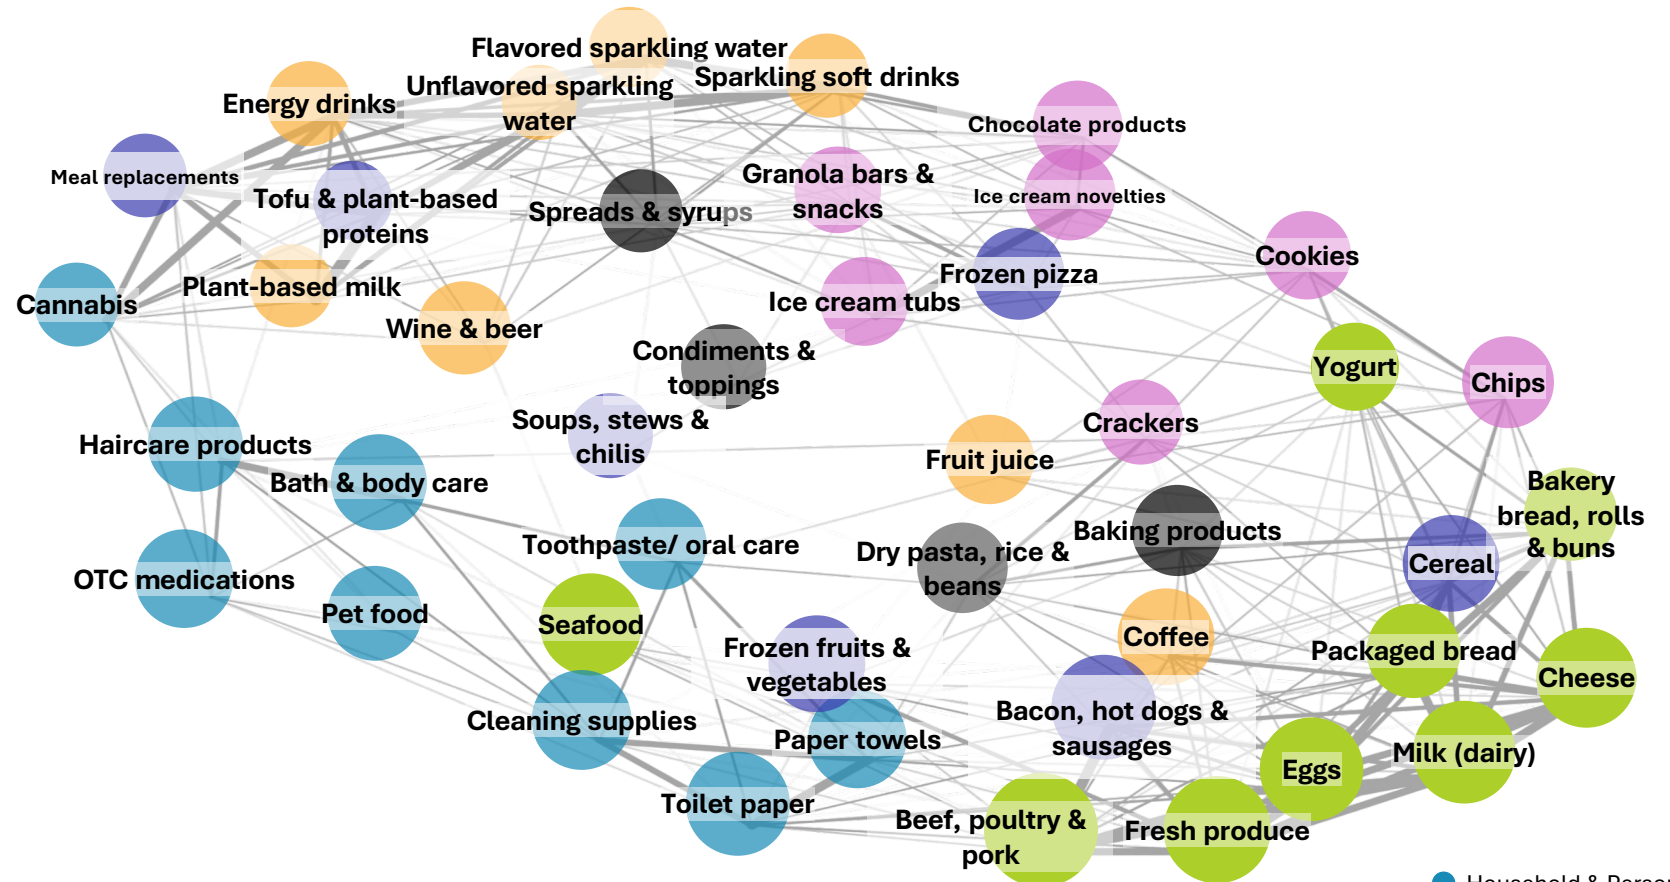 Flavored sparkling water
Unflavored sparkling
water
Sparkling soft drinks
Energy drinks
Chocolate products
Meal replacements
Tofu & plant-based
proteins
Spreads & syrups
Granola bars &
snacks
Ice cream novelties
Cookies
Frozen pizza
Plant-based milk
Cannabis
Wine & beer
Ice cream tubs
Condiments &
toppings
Yogurt
Chips
Soups, stews &
chilis
Crackers
Haircare products
Bath & body care
Fruit juice
Bakery
bread, rolls
& buns
Toothpaste/ oral care
Dry pasta, rice &
beans
Baking products
Cereal
OTC medications
Pet food
Seafood
Frozen fruits &
vegetables
Coffee
Packaged bread
Cheese
Cleaning supplies
Paper towels
Bacon, hot dogs &
sausages
Eggs
Milk (dairy)
Toilet paper
Beef, poultry &
pork
Fresh produce